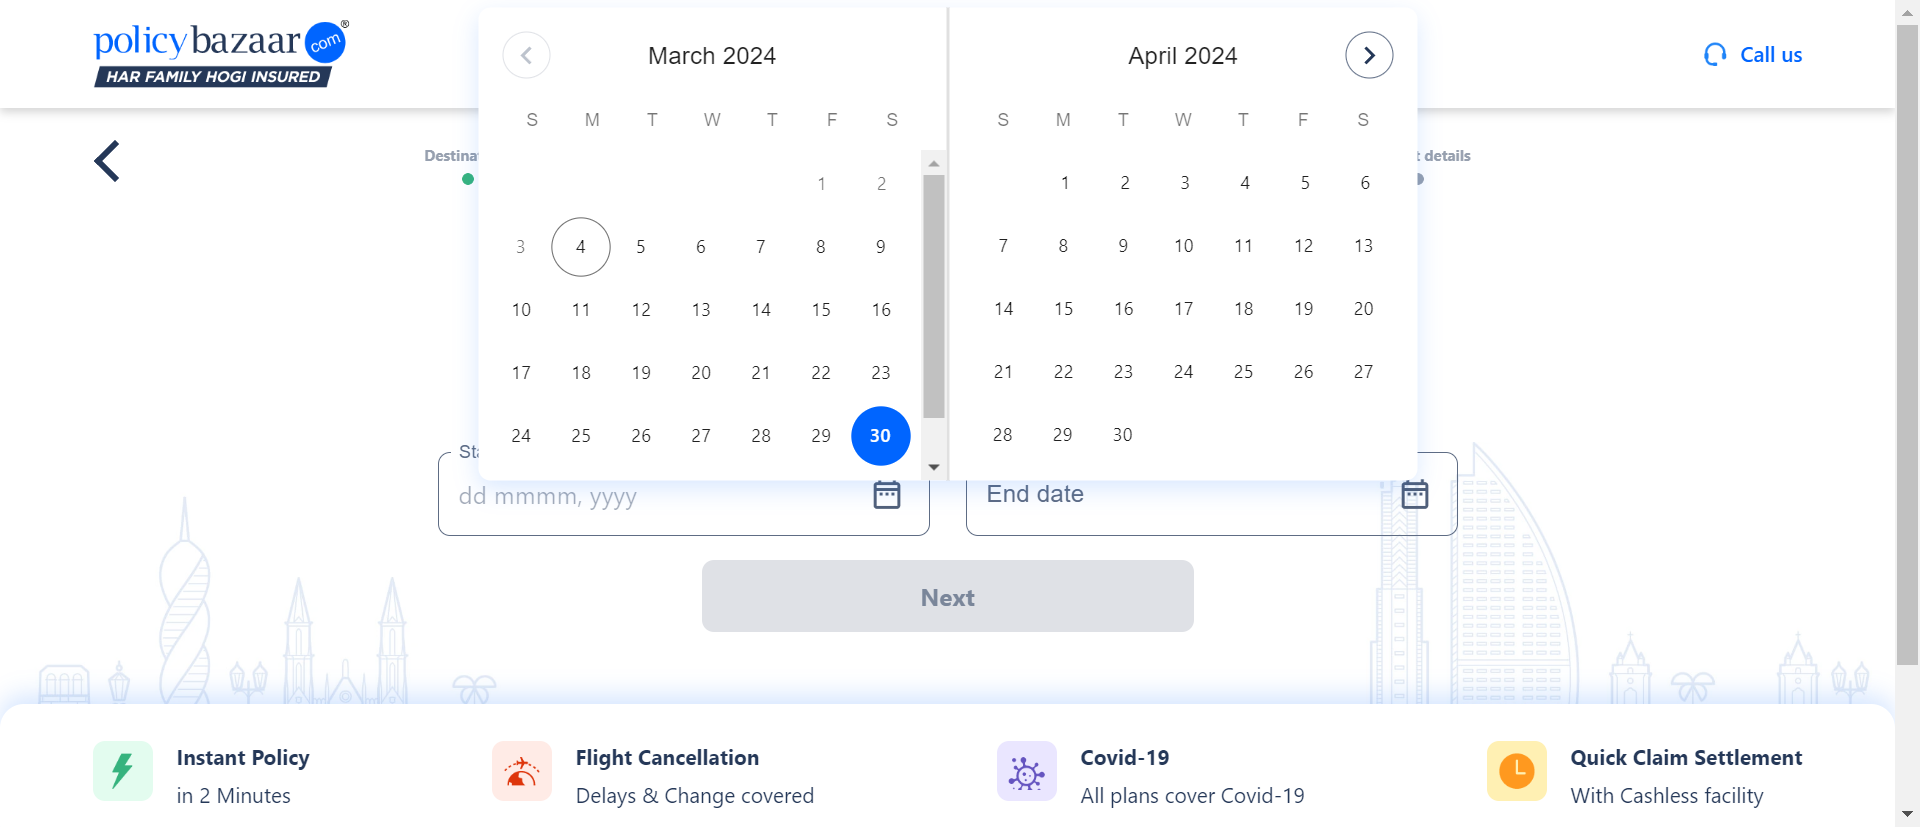 policybazaar com ®
HAR FAMILY HOGI INSURED
March 2024
April 2024
Call us
S M T W T F S
S M T W T F S
t details
1 2
3 4 5 6 7 8 9
10 11 12 13 14 15 16
17 18 19 20 21 22 23
24 25 26 27 28 29 30
1 2 3 4 5 6
7 8 9 10 11 12 13
14 15 16 17 18 19 20
21 22 23 24 25 26 27
28 29 30
dd mmmm, yyyy
End date
Next
Instant Policy
in 2 Minutes
Flight Cancellation
Delays & Change covered
Covid-19
All plans cover Covid-19
Quick Claim Settlement
With Cashless facility